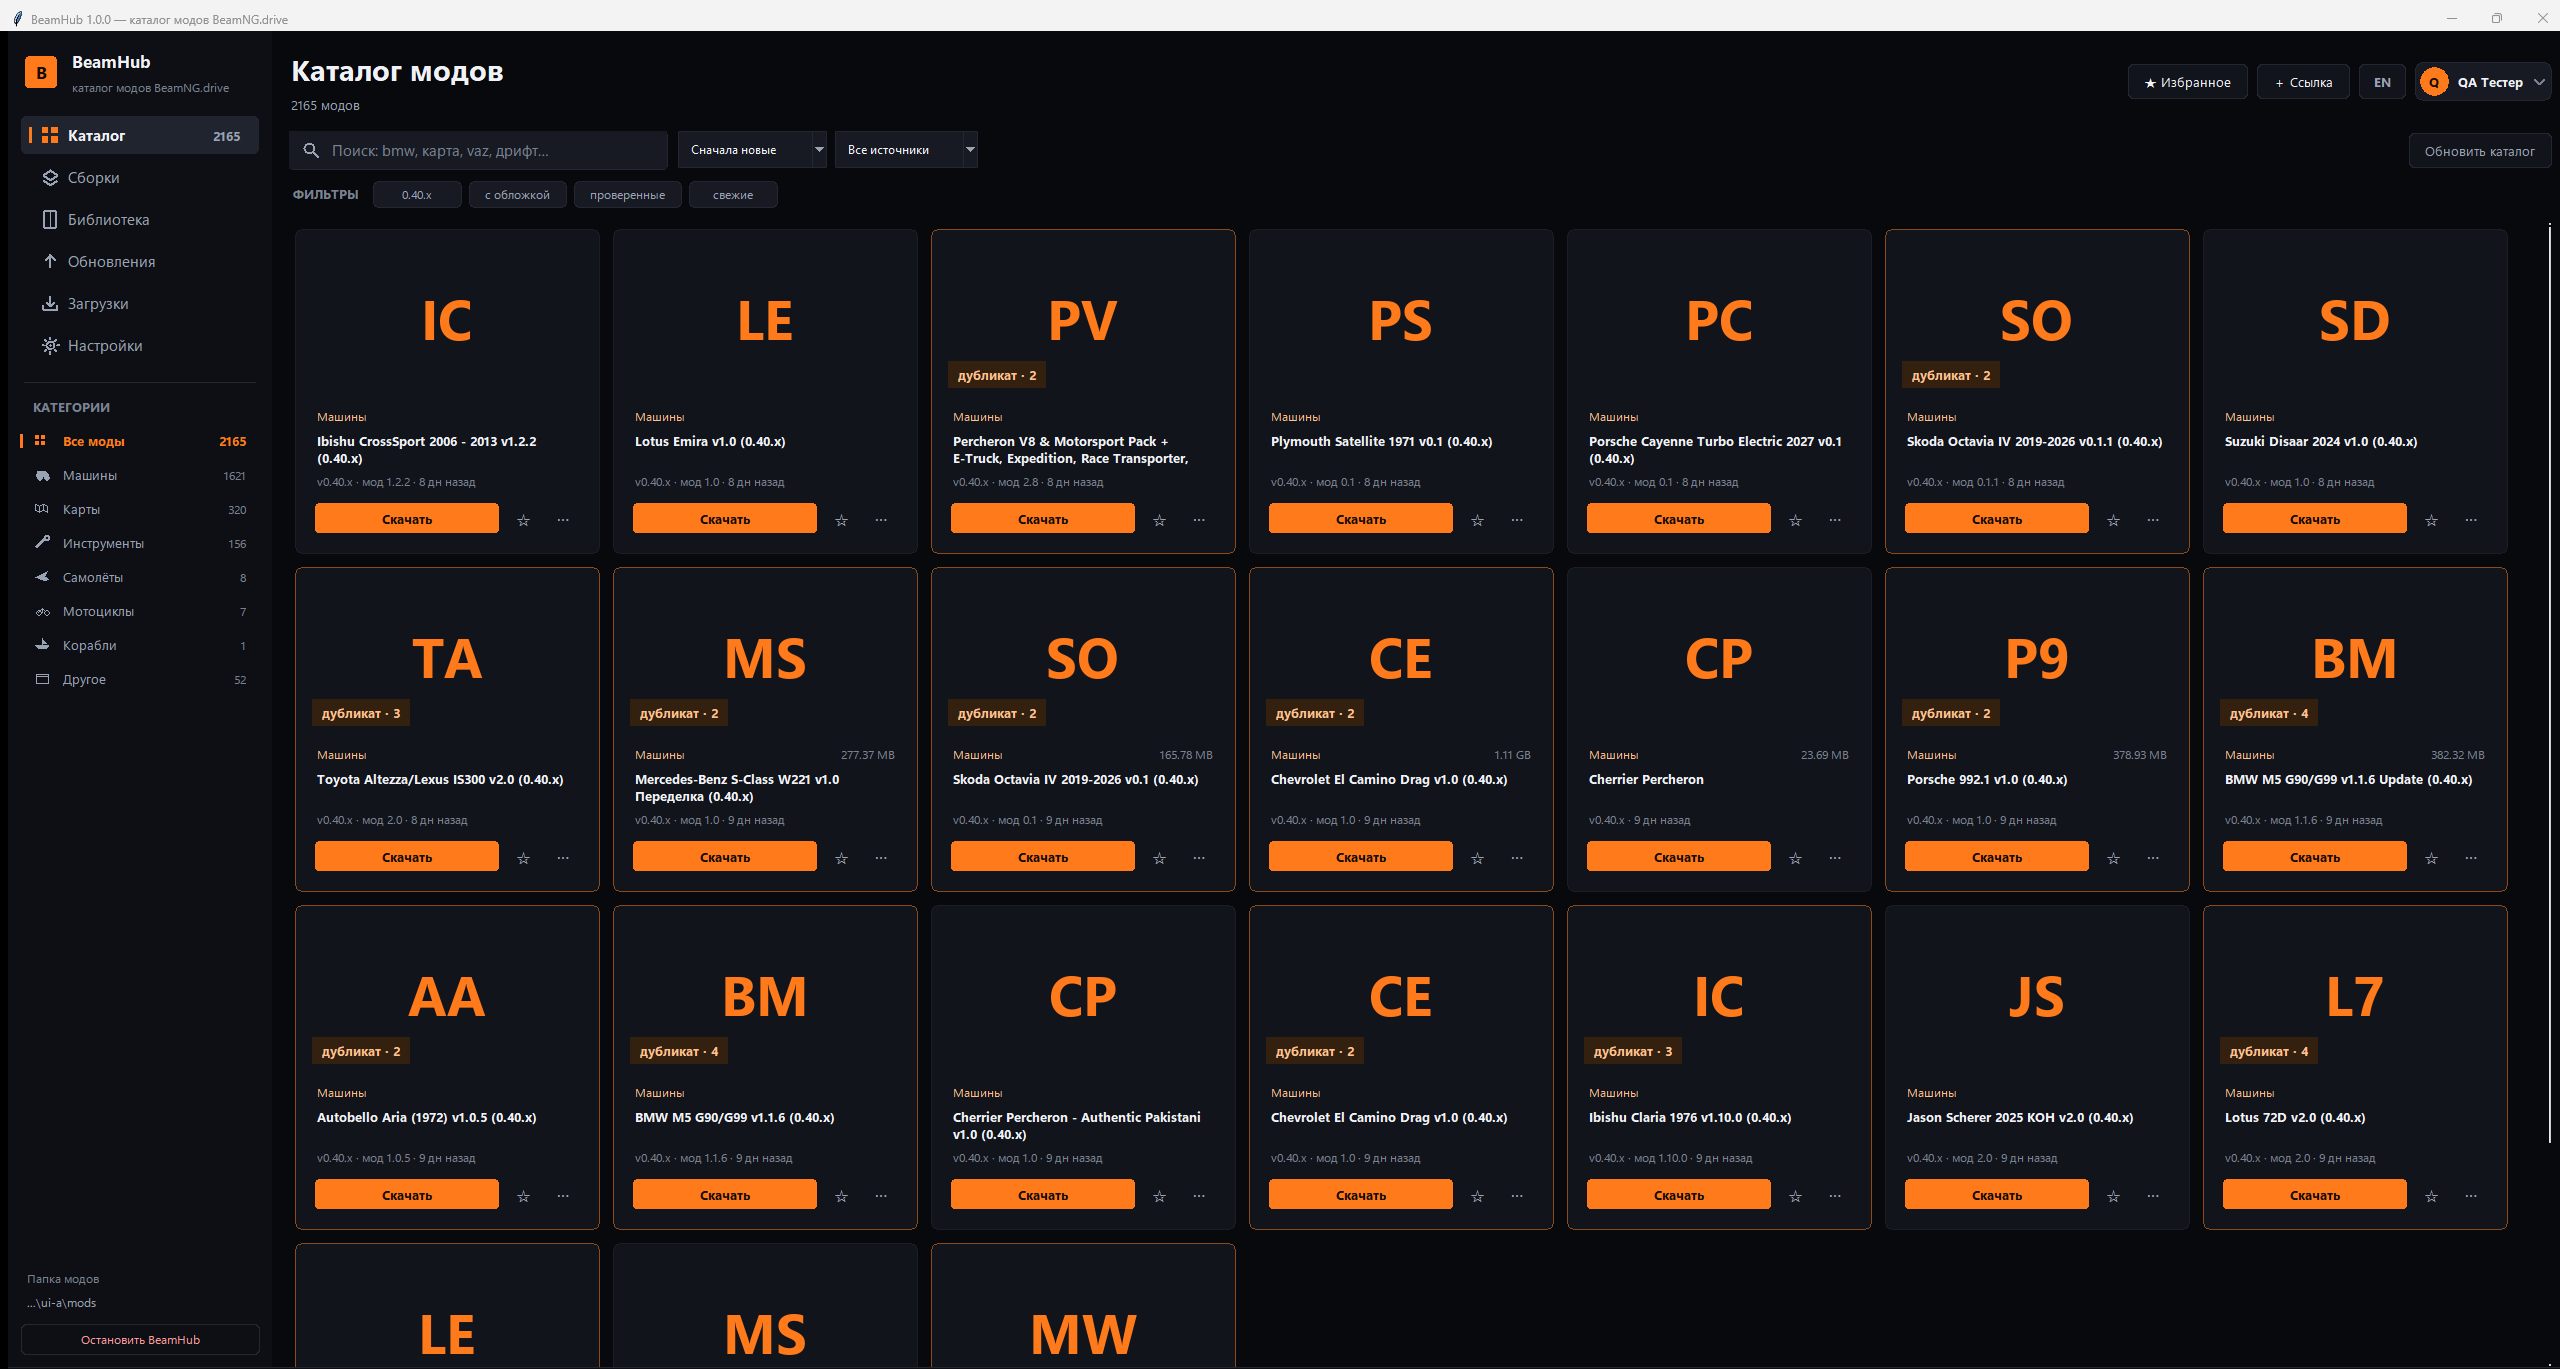 BeamHub 1.0.0 — каталог модов BeamNG.drive
B
BeamHub
каталог модов BeamNG.drive
Каталог 2165
Сборки
Библиотека
Обновления
Загрузки
Настройки
КАТЕГОРИИ
Все моды 2165
Машины 1621
Карты 320
Инструменты 156
Самолёты 8
Мотоциклы 7
Корабли 1
Другое 52
Папка модов
...\ui-a\mods
Остановить BeamHub
Каталог модов
2165 модов
★ Избранное
+ Ссылка
EN
Q QA Тестер
Поиск: bmw, карта, vaz, дрифт...
Сначала новые
Все источники
Обновить каталог
ФИЛЬТРЫ 0.40.x с обложкой проверенные свежие
IC
Машины
Ibishu CrossSport 2006 - 2013 v1.2.2
(0.40.x)
v0.40.x · мод 1.2.2 · 8 дн назад
Скачать ☆ ···
LE
Машины
Lotus Emira v1.0 (0.40.x)
v0.40.x · мод 1.0 · 8 дн назад
Скачать ☆ ···
PV
дубликат · 2
Машины
Percheron V8 & Motorsport Pack +
E-Truck, Expedition, Race Transporter,
v0.40.x · мод 2.8 · 8 дн назад
Скачать ☆ ···
PS
Машины
Plymouth Satellite 1971 v0.1 (0.40.x)
v0.40.x · мод 0.1 · 8 дн назад
Скачать ☆ ···
PC
Машины
Porsche Cayenne Turbo Electric 2027 v0.1
(0.40.x)
v0.40.x · мод 0.1 · 8 дн назад
Скачать ☆ ···
SO
дубликат · 2
Машины
Skoda Octavia IV 2019-2026 v0.1.1 (0.40.x)
v0.40.x · мод 0.1.1 · 8 дн назад
Скачать ☆ ···
SD
Машины
Suzuki Disaar 2024 v1.0 (0.40.x)
v0.40.x · мод 1.0 · 8 дн назад
Скачать ☆ ···
TA
дубликат · 3
Машины
Toyota Altezza/Lexus IS300 v2.0 (0.40.x)
v0.40.x · мод 2.0 · 8 дн назад
Скачать ☆ ···
MS
дубликат · 2
Машины 277.37 MB
Mercedes-Benz S-Class W221 v1.0
Переделка (0.40.x)
v0.40.x · мод 1.0 · 9 дн назад
Скачать ☆ ···
SO
дубликат · 2
Машины 165.78 MB
Skoda Octavia IV 2019-2026 v0.1 (0.40.x)
v0.40.x · мод 0.1 · 9 дн назад
Скачать ☆ ···
CE
дубликат · 2
Машины 1.11 GB
Chevrolet El Camino Drag v1.0 (0.40.x)
v0.40.x · мод 1.0 · 9 дн назад
Скачать ☆ ···
CP
Машины 23.69 MB
Cherrier Percheron
v0.40.x · 9 дн назад
Скачать ☆ ···
P9
дубликат · 2
Машины 378.93 MB
Porsche 992.1 v1.0 (0.40.x)
v0.40.x · мод 1.0 · 9 дн назад
Скачать ☆ ···
BM
дубликат · 4
Машины 382.32 MB
BMW M5 G90/G99 v1.1.6 Update (0.40.x)
v0.40.x · мод 1.1.6 · 9 дн назад
Скачать ☆ ···
AA
дубликат · 2
Машины
Autobello Aria (1972) v1.0.5 (0.40.x)
v0.40.x · мод 1.0.5 · 9 дн назад
Скачать ☆ ···
BM
дубликат · 4
Машины
BMW M5 G90/G99 v1.1.6 (0.40.x)
v0.40.x · мод 1.1.6 · 9 дн назад
Скачать ☆ ···
CP
Машины
Cherrier Percheron - Authentic Pakistani
v1.0 (0.40.x)
v0.40.x · мод 1.0 · 9 дн назад
Скачать ☆ ···
CE
дубликат · 2
Машины
Chevrolet El Camino Drag v1.0 (0.40.x)
v0.40.x · мод 1.0 · 9 дн назад
Скачать ☆ ···
IC
дубликат · 3
Машины
Ibishu Claria 1976 v1.10.0 (0.40.x)
v0.40.x · мод 1.10.0 · 9 дн назад
Скачать ☆ ···
JS
Машины
Jason Scherer 2025 KOH v2.0 (0.40.x)
v0.40.x · мод 2.0 · 9 дн назад
Скачать ☆ ···
L7
дубликат · 4
Машины
Lotus 72D v2.0 (0.40.x)
v0.40.x · мод 2.0 · 9 дн назад
Скачать ☆ ···
LE
MS
MW